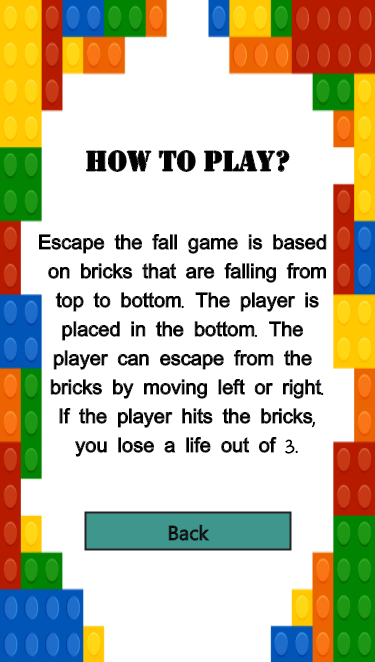 HOW TO PLAY?
Escape the fall game is based
on bricks that are falling from
top to bottom. The player is
placed in the bottom. The
player can escape from the
bricks by moving left or right.
If the player hits the bricks,
you lose a life out of 3.
Back